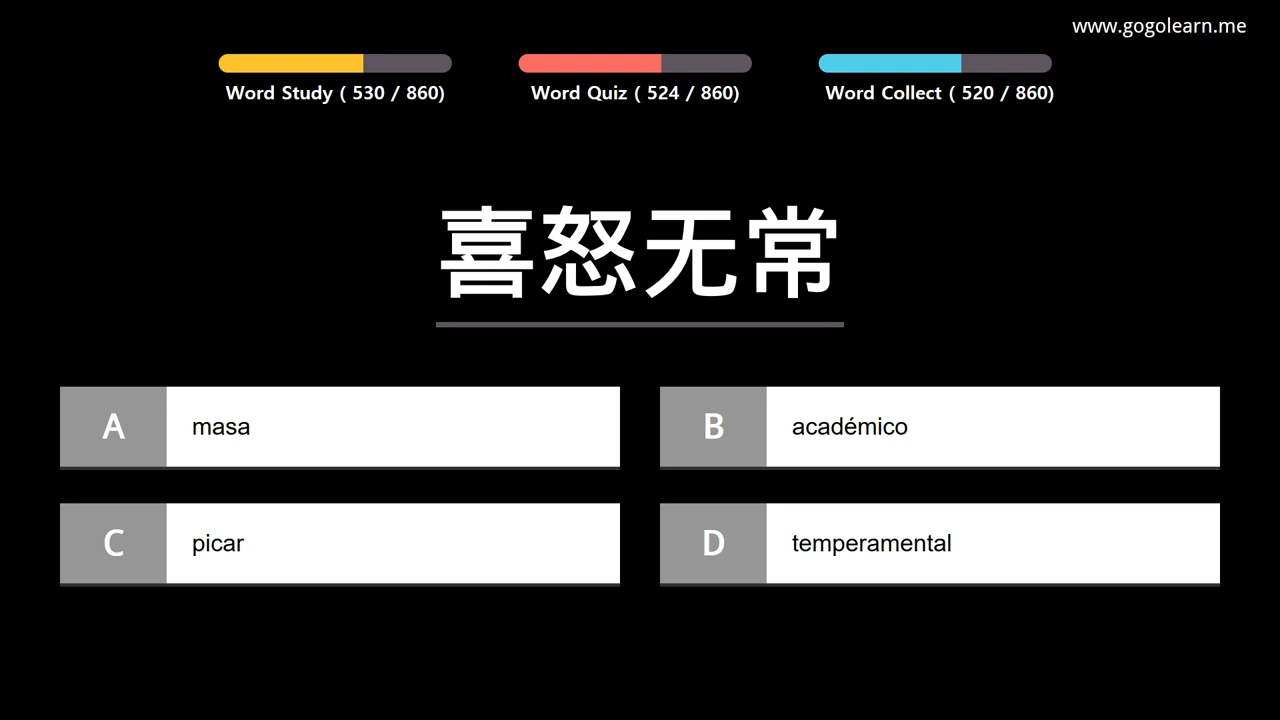 www.gogolearn.me
Word Study ( 530 / 860)
Word Quiz ( 524 / 860)
Word Collect ( 520 / 860)
喜怒无常
A masa
B académico
C picar
D temperamental